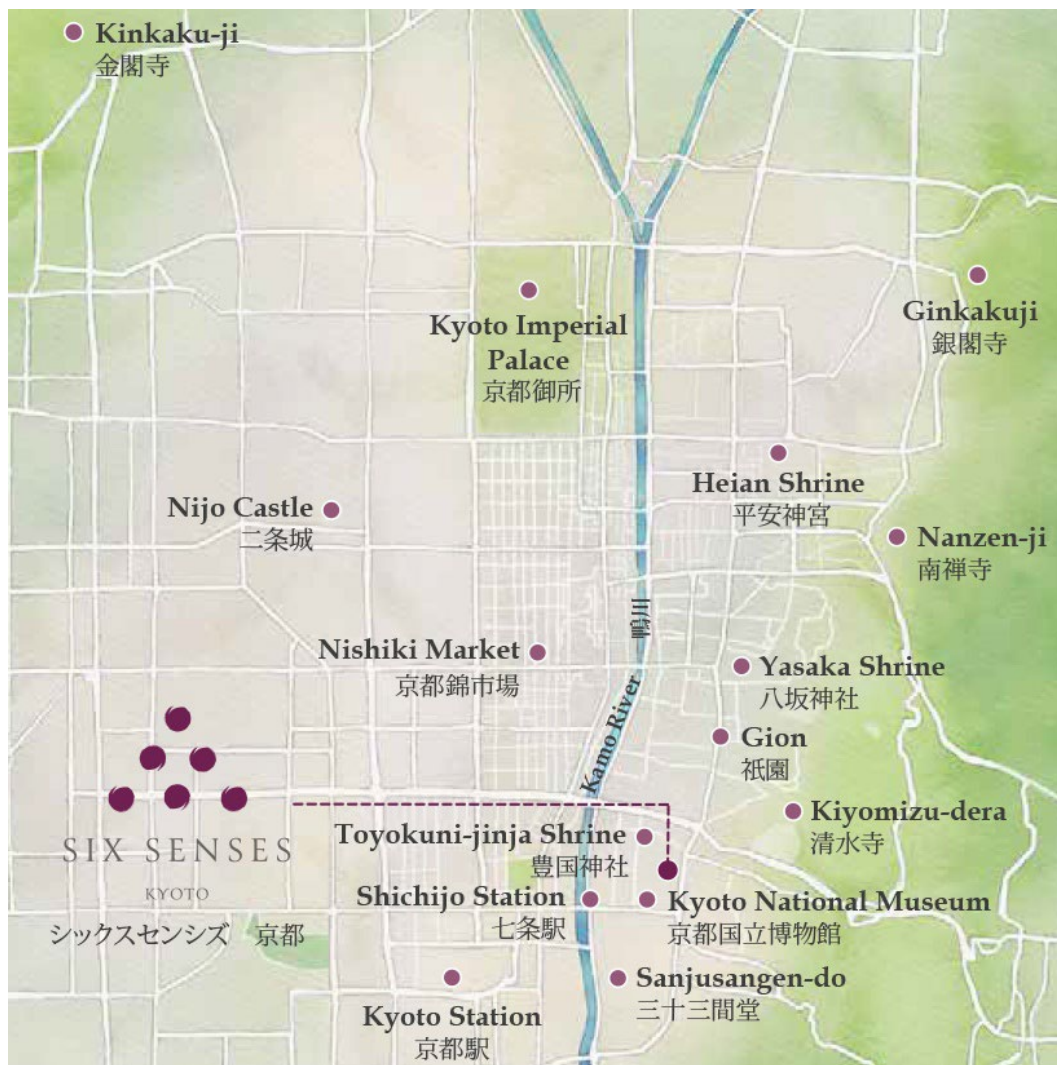 Kinkaku-ji
金閣寺
Kyoto Imperial
Palace
京都御所
Ginkakuji
銀閣寺
Heian Shrine
平安神宮
Nijo Castle
二条城
Nanzen-ji
南禅寺
鴨川
Kamo River
Nishiki Market
京都錦市場
Yasaka Shrine
八坂神社
Gion
祇園
Kiyomizu-dera
清水寺
SIX SENSES
KYOTO
シックスセンシズ 京都
Toyokuni-jinja Shrine
豊国神社
Shichijo Station
七条駅
Kyoto National Museum
京都国立博物館
Sanjusangen-do
三十三間堂
Kyoto Station
京都駅